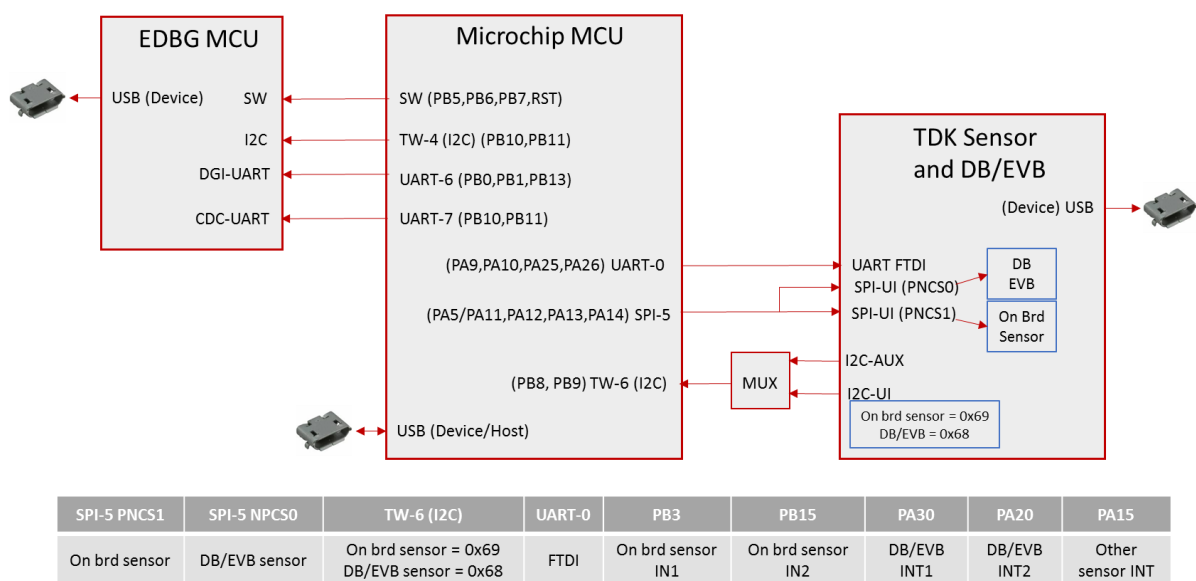 EDBG MCU
USB (Device)
SW
I2C
DGI-UART
CDC-UART
Microchip MCU
SW (PB5,PB6,PB7,RST)
TW-4 (I2C) (PB10,PB11)
UART-6 (PB0,PB1,PB13)
UART-7 (PB10,PB11)
(PA9,PA10,PA25,PA26) UART-0
(PA5/PA11,PA12,PA13,PA14) SPI-5
(PB8, PB9) TW-6 (I2C)
USB (Device/Host)
MUX
TDK Sensor
and DB/EVB
(Device) USB
UART FTDI
SPI-UI (PNCS0)
SPI-UI (PNCS1)
DB
EVB
On Brd
Sensor
I2C-AUX
I2C-UI
On brd sensor = 0x69
DB/EVB = 0x68
SPI-5 PNCS1 SPI-5 NPCS0 TW-6 (I2C) UART-0 PB3 PB15 PA30 PA20 PA15
On brd sensor
DB/EVB sensor
On brd sensor = 0x69
DB/EVB sensor = 0x68
FTDI
On brd sensor
IN1
On brd sensor
IN2
DB/EVB
INT1
DB/EVB
INT2
Other
sensor INT